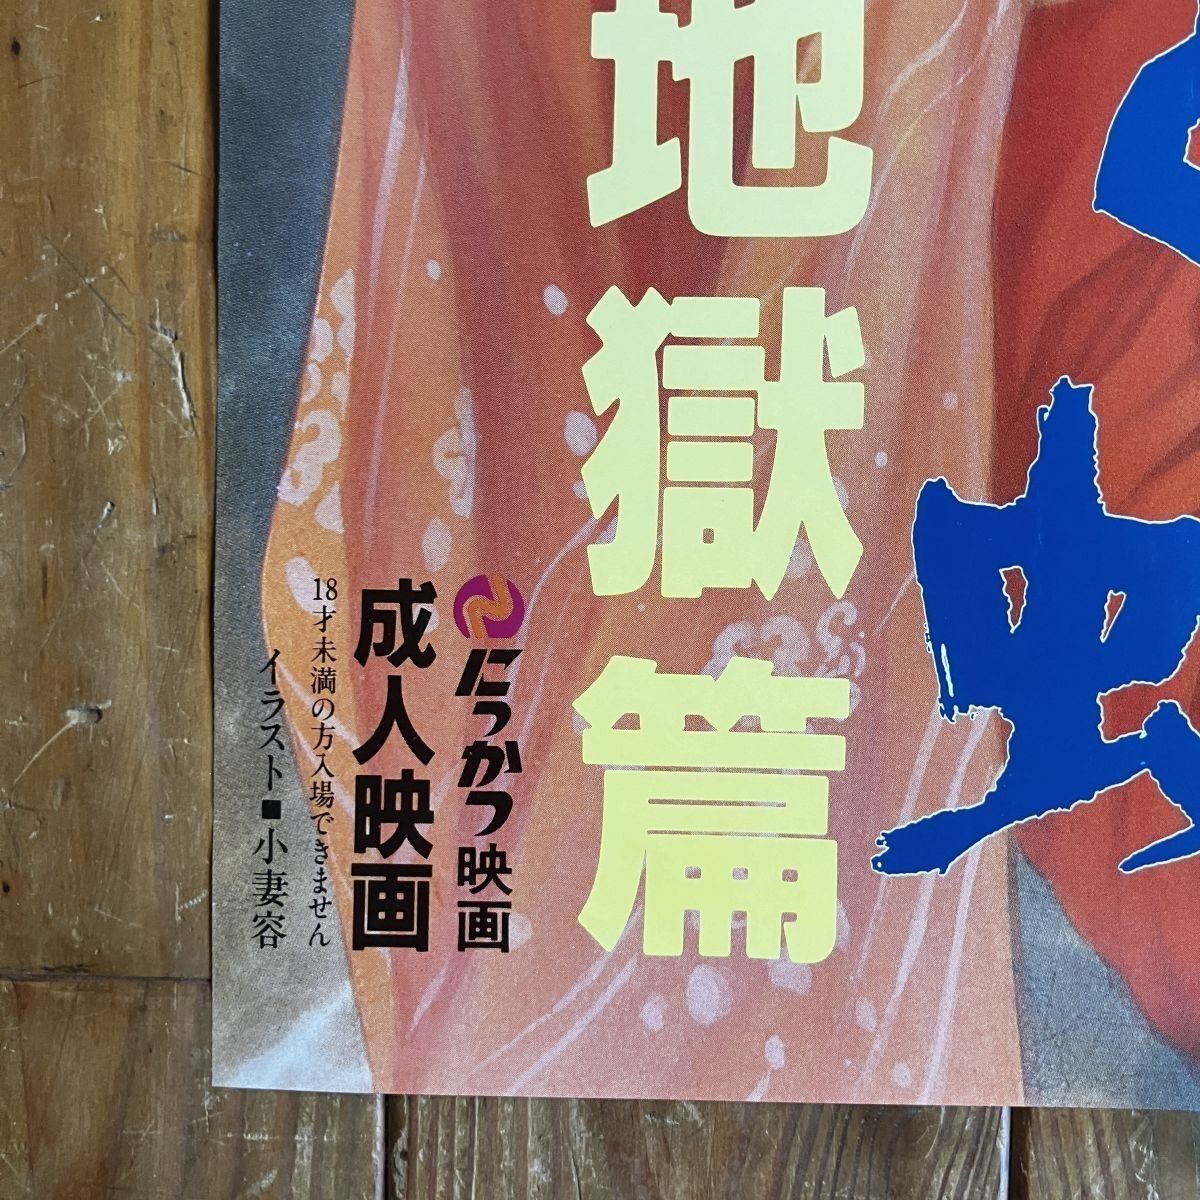 地獄篇
にっかつ映画
成人映画
18才未満の方入場できません
イラスト■小妻容